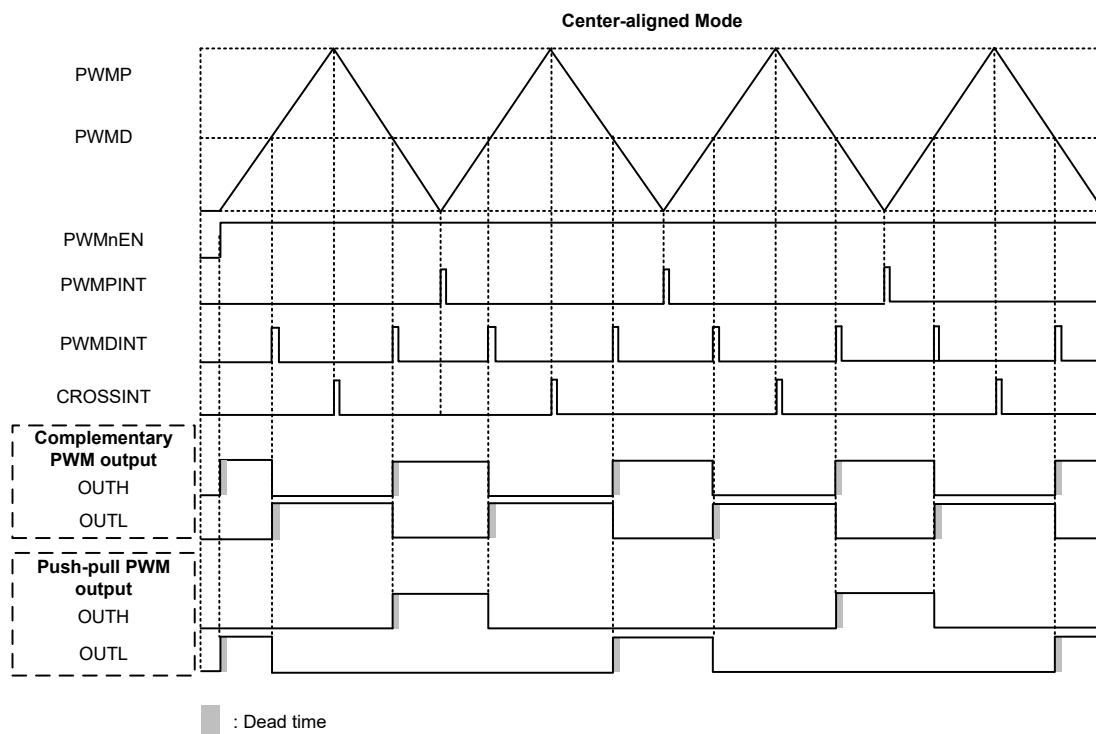 Center-aligned Mode
PWMP
PWMD
PWMnEN
PWMPINT
PWMDINT
CROSSINT
Complementary
PWM output
OUTH
OUTL
Push-pull PWM
output
OUTH
OUTL
: Dead time